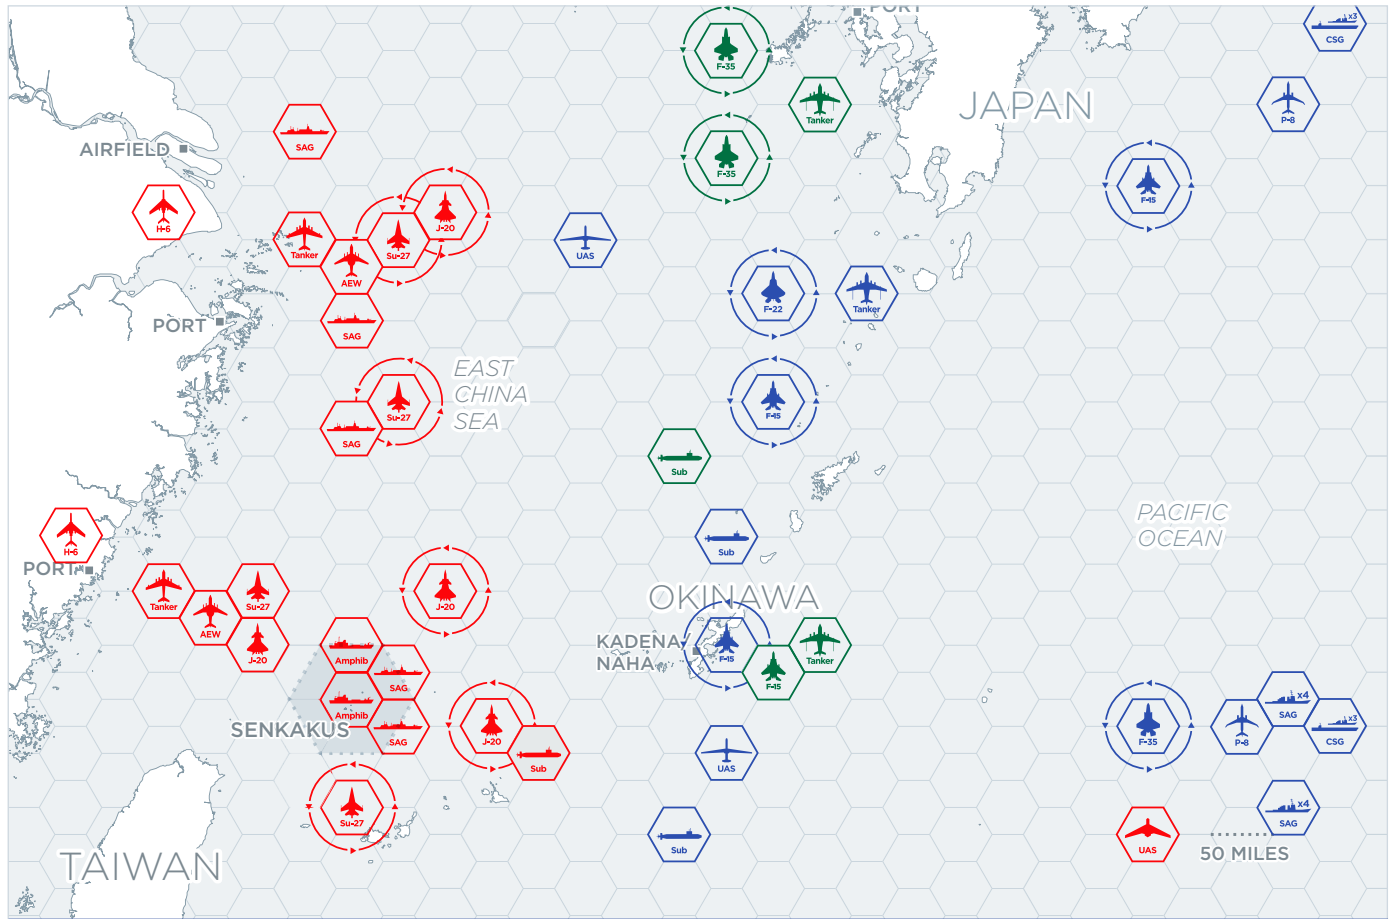 PORT
x3
CSG
F-35
JAPAN
Tanker
P-8
SAG
AIRFIELD
F-35
F-15
H-6
J-20
Tanker
Su-27
UAS
AEW
F-22
Tanker
PORT
SAG
EAST
CHINA
SEA
Su-27
F-15
SAG
Sub
PACIFIC
OCEAN
H-6
Sub
PORT
Tanker
Su-27
J-20
OKINAWA
AEW
KADENA/
NAHA
F-15
Tanker
J-20
Amphib
SAG
F-15
Amphib
SENKAKUS
SAG
J-20
Sub
UAS
F-35
P-8
x4
SAG
x3
CSG
Su-27
Sub
UAS
x4
SAG
50 MILES
TAIWAN